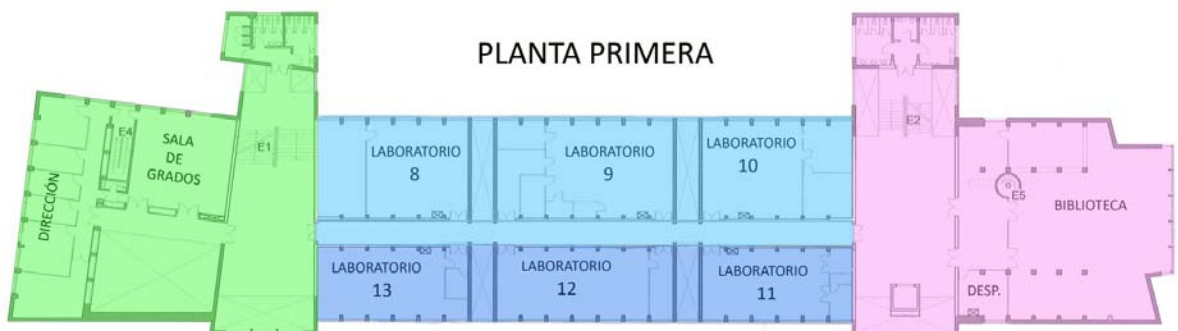 PLANTA PRIMERA
E4
SALA
DE
GRADOS
DIRECCIÓN
E1
LABORATORIO
8
LABORATORIO
9
LABORATORIO
10
E2
E5
BIBLIOTECA
LABORATORIO
13
LABORATORIO
12
LABORATORIO
11
DESP.